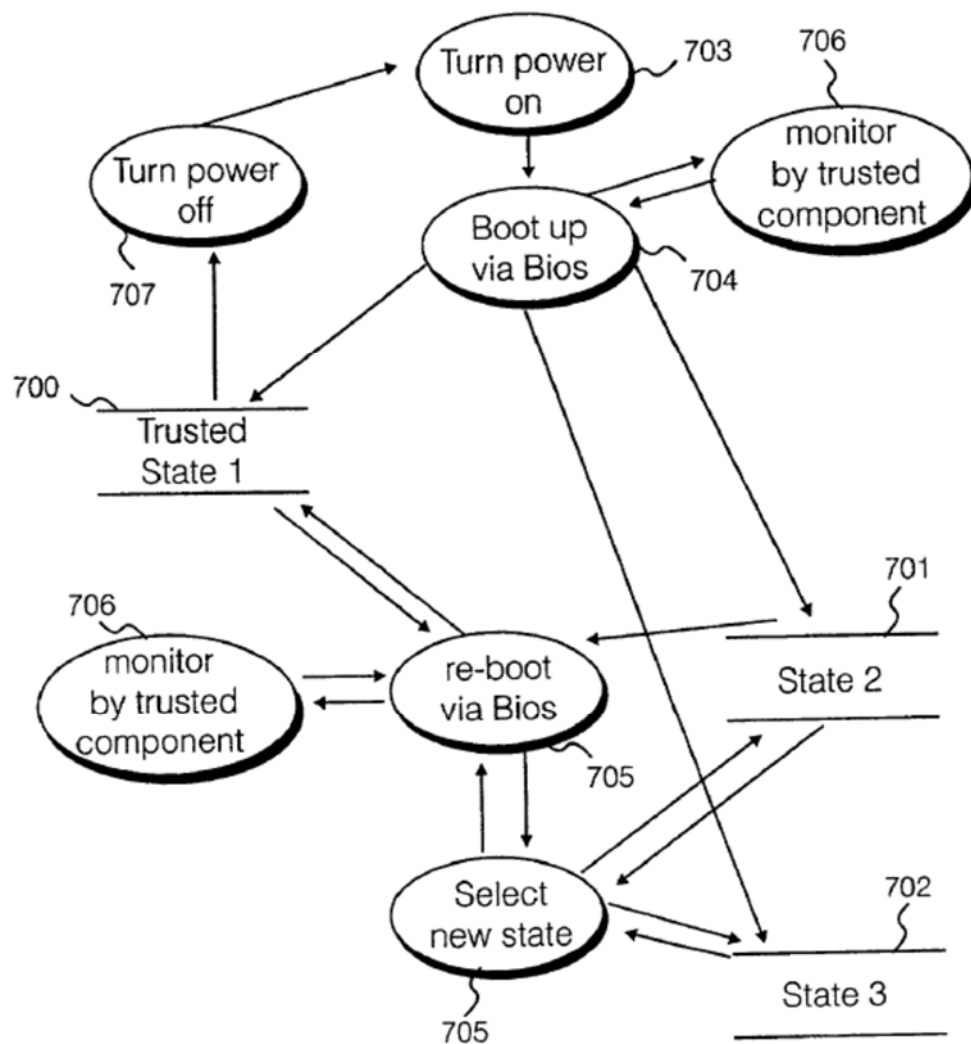 Turn power
on
703
706
monitor
by trusted
component
Turn power
off
707
Boot up
via Bios
704
700
Trusted
State 1
701
State 2
706
monitor
by trusted
component
re-boot
via Bios
705
Select
new state
705
702
State 3